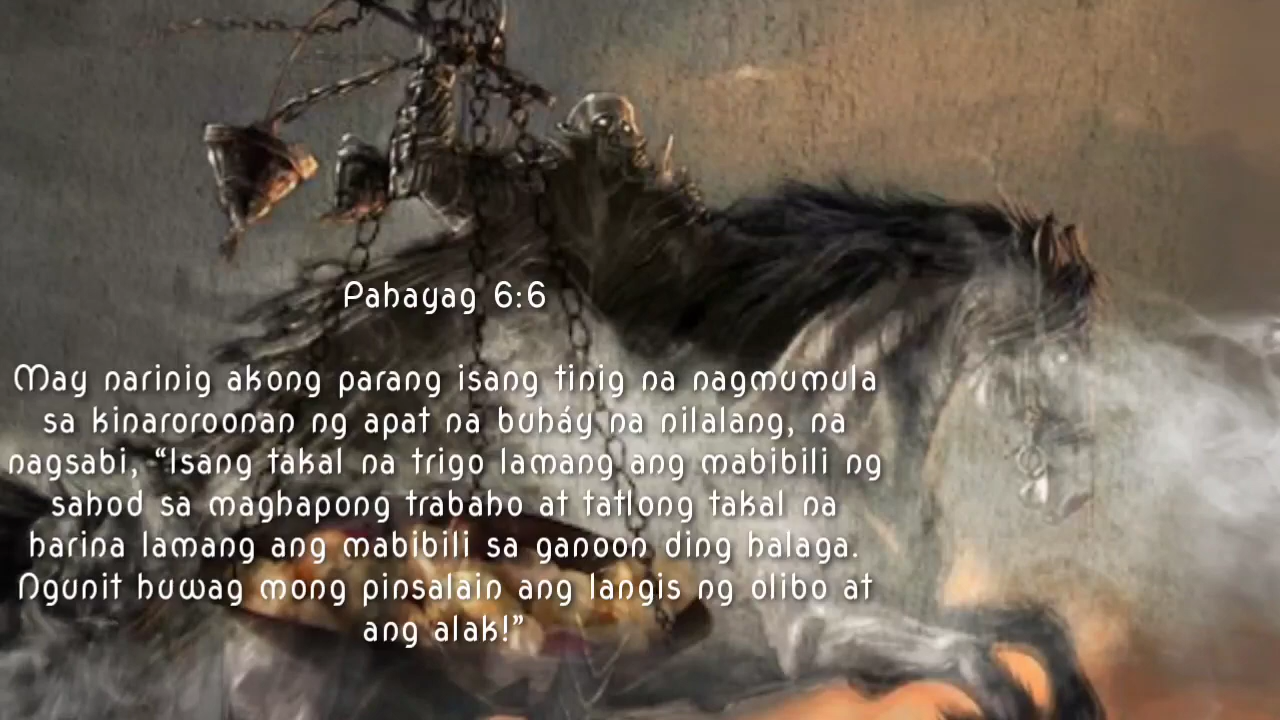 Pahayag 6:6
May narinig akong parang isang tinig na nagmumula
sa kinaroroonan ng apat na buháy na nilalang, na
nagsabi, “Isang takal na trigo lamang ang mabibili ng
sahod sa maghapong trabaho at tatlong takal na
harina lamang ang mabibili sa ganoon ding halaga.
Ngunit huwag mong pinsalain ang langis ng olibo at
ang alak!”